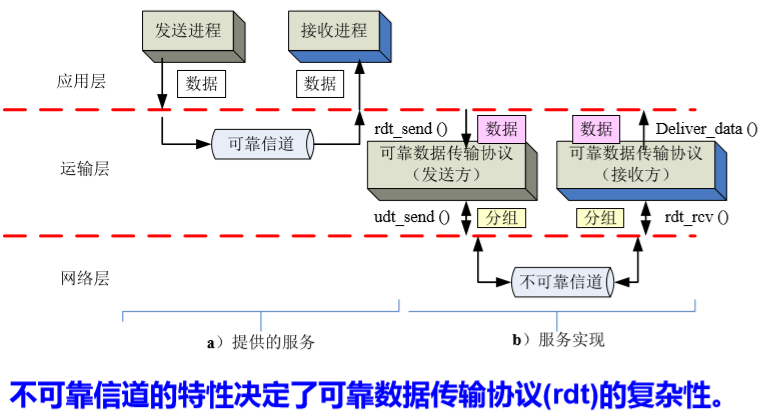 发送进程
接收进程
应用层
数据
数据
rdt_send ()
数据
数据
Deliver_data ()
可靠信道
运输层
可靠数据传输协议
（发送方）
可靠数据传输协议
（接收方）
udt_send ()
分组
分组
rdt_rcv ()
网络层
不可靠信道
a）提供的服务
b）服务实现
不可靠信道的特性决定了可靠数据传输协议(rdt)的复杂性。